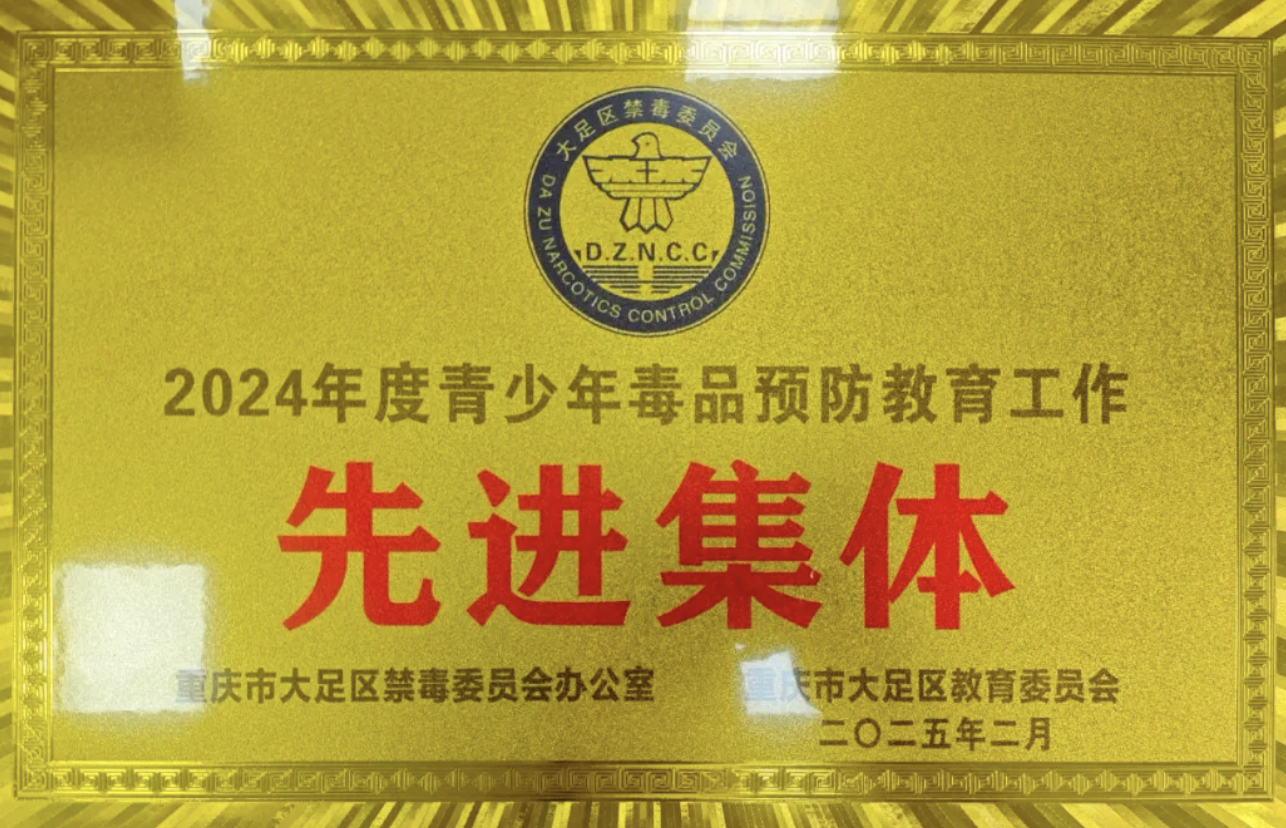 大足区禁毒委员会
DA ZU NARCOTICS CONTROL COMMISSION
D.Z.N.C.C
2024年度青少年毒品预防教育工作
先进集体
重庆市大足区禁毒委员会办公室 重庆市大足区教育委员会
二〇二五年二月